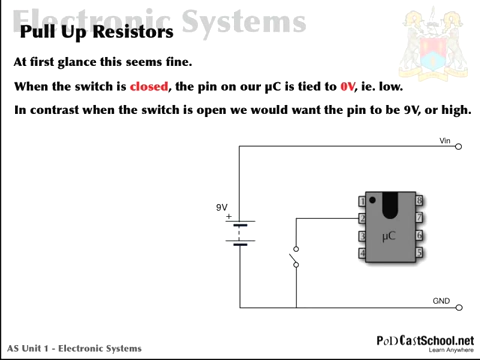 Electronic Systems
Pull Up Resistors
At first glance this seems fine.
When the switch is closed, the pin on our µC is tied to 0V, ie. low.
In contrast when the switch is open we would want the pin to be 9V, or high.
Vin
9V
+
1
8
2
7
3
µC
6
4
5
GND
AS Unit 1 - Electronic Systems
PoDCastSchool.net
Learn Anywhere